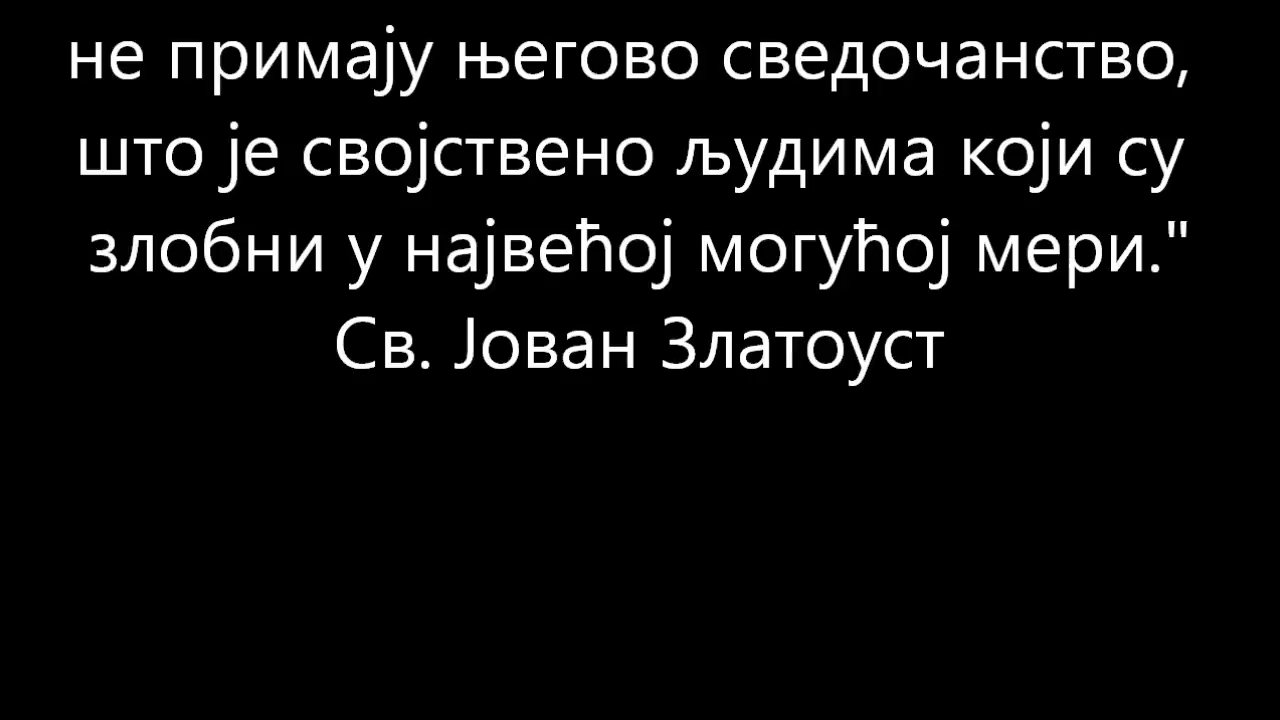 не примају његово сведочанство,
што је својствено људима који су
злобни у највећој могућој мери."
Св. Јован Златоуст